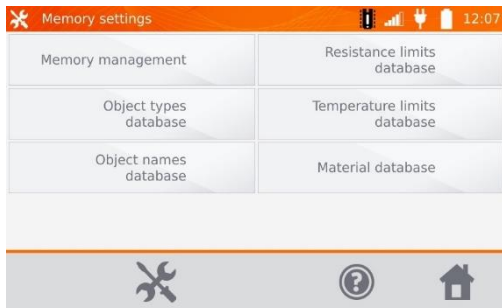 Memory settings
12:07
Memory management
Resistance limits
database
Object types
database
Temperature limits
database
Object names
database
Material database
?